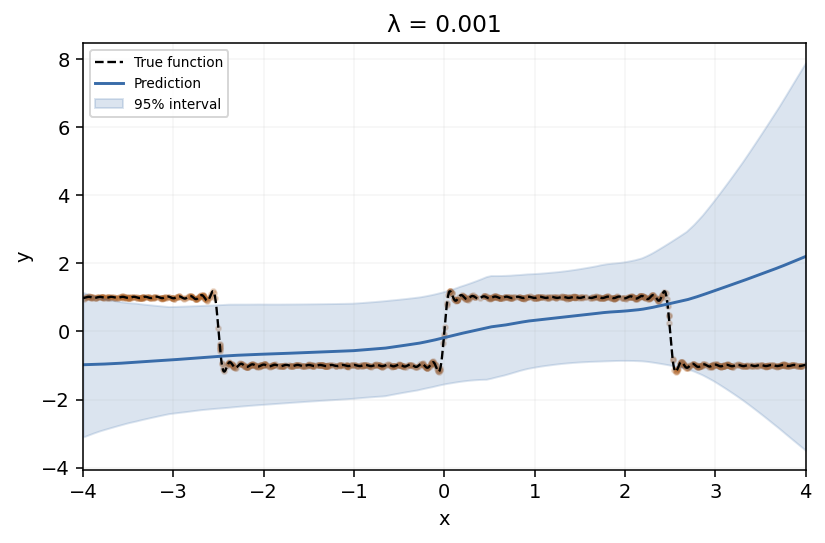 λ = 0.001
True function
Prediction
95% interval
y
8
6
4
2
0
−2
−4
−4 −3 −2 −1 0 1 2 3 4
x